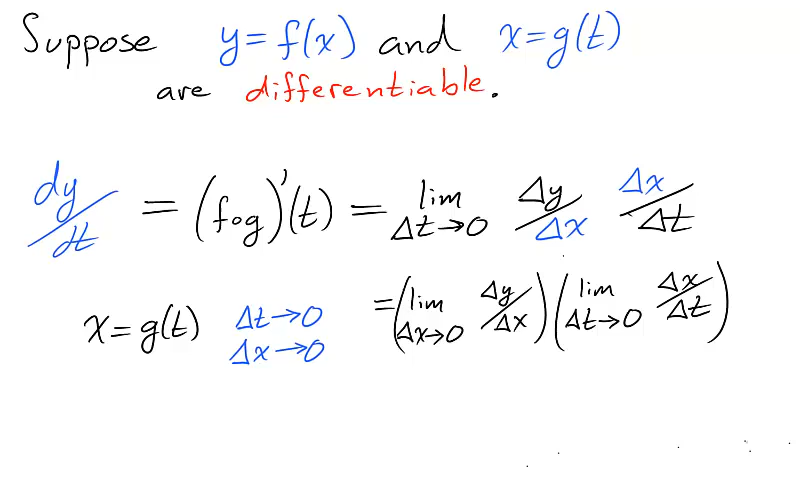 Suppose y = f(x) and x = g(t)
are differentiable.
dy/dt = (f∘g)'(t) = lim Δt→0 Δy/Δx Δx/Δt
x = g(t) Δt→0 Δx→0 = (lim Δx→0 Δy/Δx)(lim Δt→0 Δx/Δt)